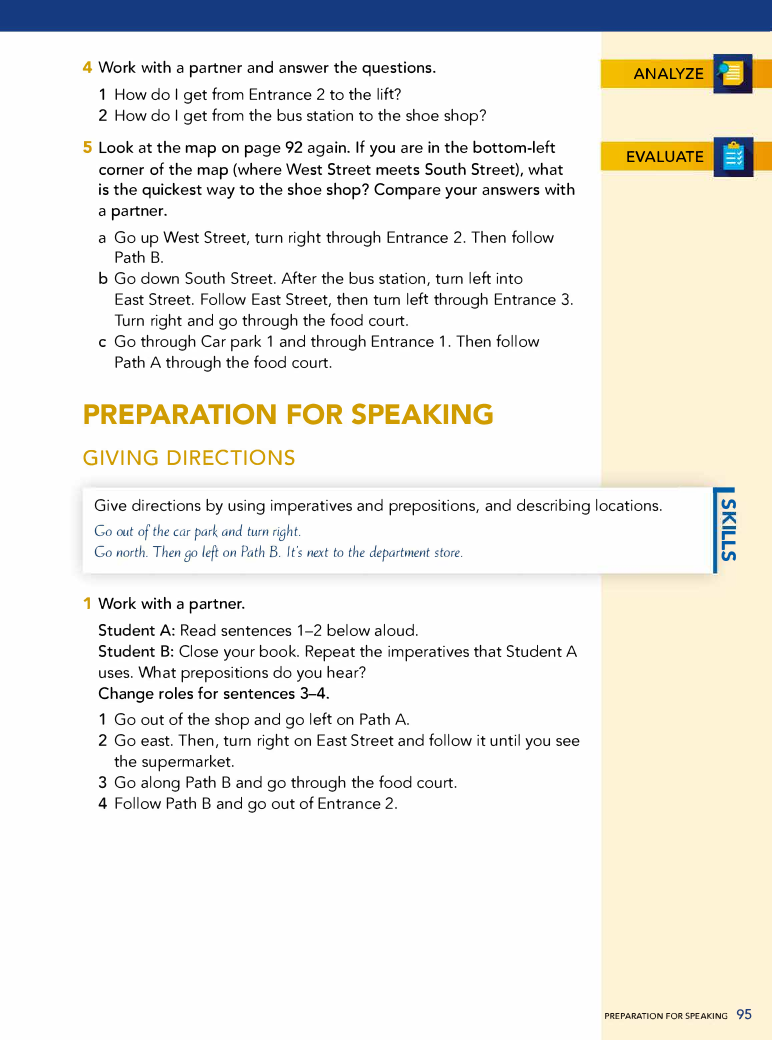 4 Work with a partner and answer the questions.
ANALYZE
1 How do I get from Entrance 2 to the lift?
2 How do I get from the bus station to the shoe shop?
5 Look at the map on page 92 again. If you are in the bottom-left
corner of the map (where West Street meets South Street), what
is the quickest way to the shoe shop? Compare your answers with
a partner.
EVALUATE
a Go up West Street, turn right through Entrance 2. Then follow
Path B.
b Go down South Street. After the bus station, turn left into
East Street. Follow East Street, then turn left through Entrance 3.
Turn right and go through the food court.
c Go through Car park 1 and through Entrance 1. Then follow
Path A through the food court.
PREPARATION FOR SPEAKING
GIVING DIRECTIONS
Give directions by using imperatives and prepositions, and describing locations.
Go out of the car park and turn right.
Go north. Then go left on Path B. It's next to the department store.
SKILLS
1 Work with a partner.
Student A: Read sentences 1–2 below aloud.
Student B: Close your book. Repeat the imperatives that Student A
uses. What prepositions do you hear?
Change roles for sentences 3–4.
1 Go out of the shop and go left on Path A.
2 Go east. Then, turn right on East Street and follow it until you see
the supermarket.
3 Go along Path B and go through the food court.
4 Follow Path B and go out of Entrance 2.
PREPARATION FOR SPEAKING 95